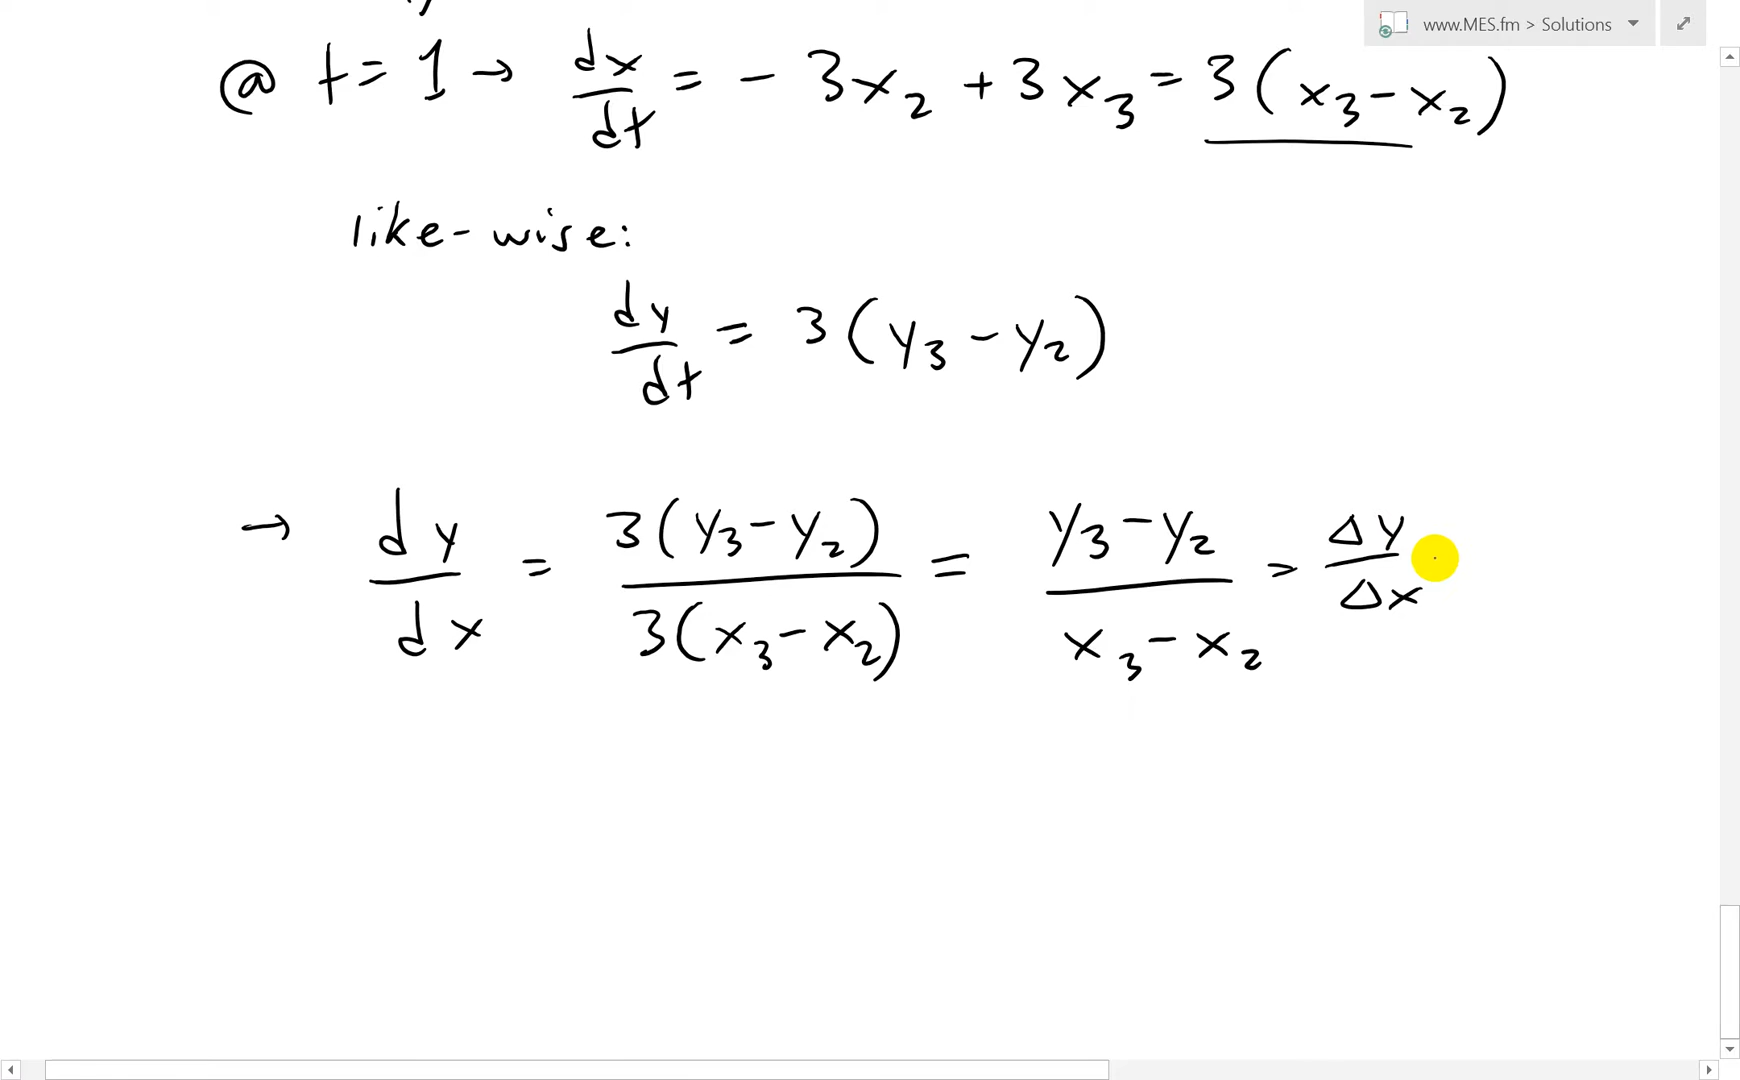 www.MES.fm > Solutions
@ t = 1 → dx/dt = - 3x₂ + 3x₃ = 3(x₃ - x₂)
like-wise:
dy/dt = 3(y₃ - y₂)
→ dy/dx = 3(y₃ - y₂)/3(x₃ - x₂) = y₃ - y₂/x₃ - x₂ = Δy/Δx